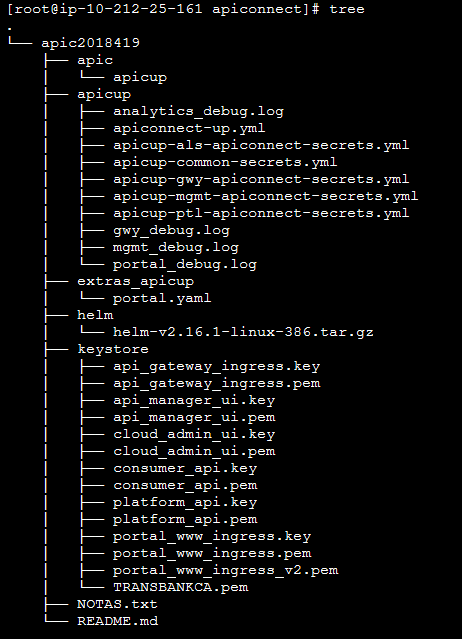 [root@ip-10-212-25-161 apiconnect]# tree
.
└── apic2018419
    ├── apic
    │   └── apicup
    ├── apicup
    │   ├── analytics_debug.log
    │   ├── apiconnect-up.yml
    │   ├── apicup-als-apiconnect-secrets.yml
    │   ├── apicup-common-secrets.yml
    │   ├── apicup-gwy-apiconnect-secrets.yml
    │   ├── apicup-mgmt-apiconnect-secrets.yml
    │   ├── apicup-ptl-apiconnect-secrets.yml
    │   ├── gwy_debug.log
    │   ├── mgmt_debug.log
    │   └── portal_debug.log
    ├── extras_apicup
    │   └── portal.yaml
    ├── helm
    │   └── helm-v2.16.1-linux-386.tar.gz
    ├── keystore
    │   ├── api_gateway_ingress.key
    │   ├── api_gateway_ingress.pem
    │   ├── api_manager_ui.key
    │   ├── api_manager_ui.pem
    │   ├── cloud_admin_ui.key
    │   ├── cloud_admin_ui.pem
    │   ├── consumer_api.key
    │   ├── consumer_api.pem
    │   ├── platform_api.key
    │   ├── platform_api.pem
    │   ├── portal_www_ingress.key
    │   ├── portal_www_ingress.pem
    │   ├── portal_www_ingress_v2.pem
    │   └── TRANSBANKCA.pem
    ├── NOTAS.txt
    └── README.md